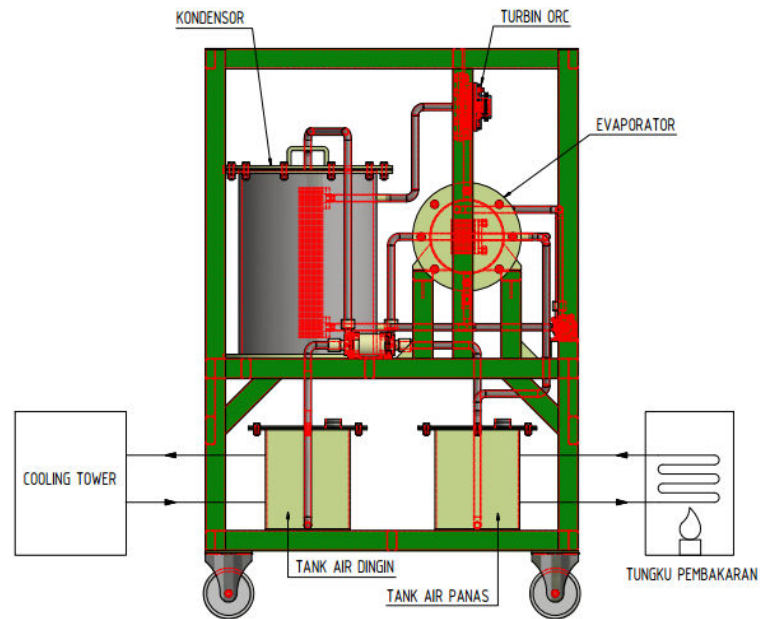 KONDENSOR
TURBIN ORC
EVAPORATOR
COOLING TOWER
TANK AIR DINGIN
TANK AIR PANAS
TUNGKU PEMBAKARAN